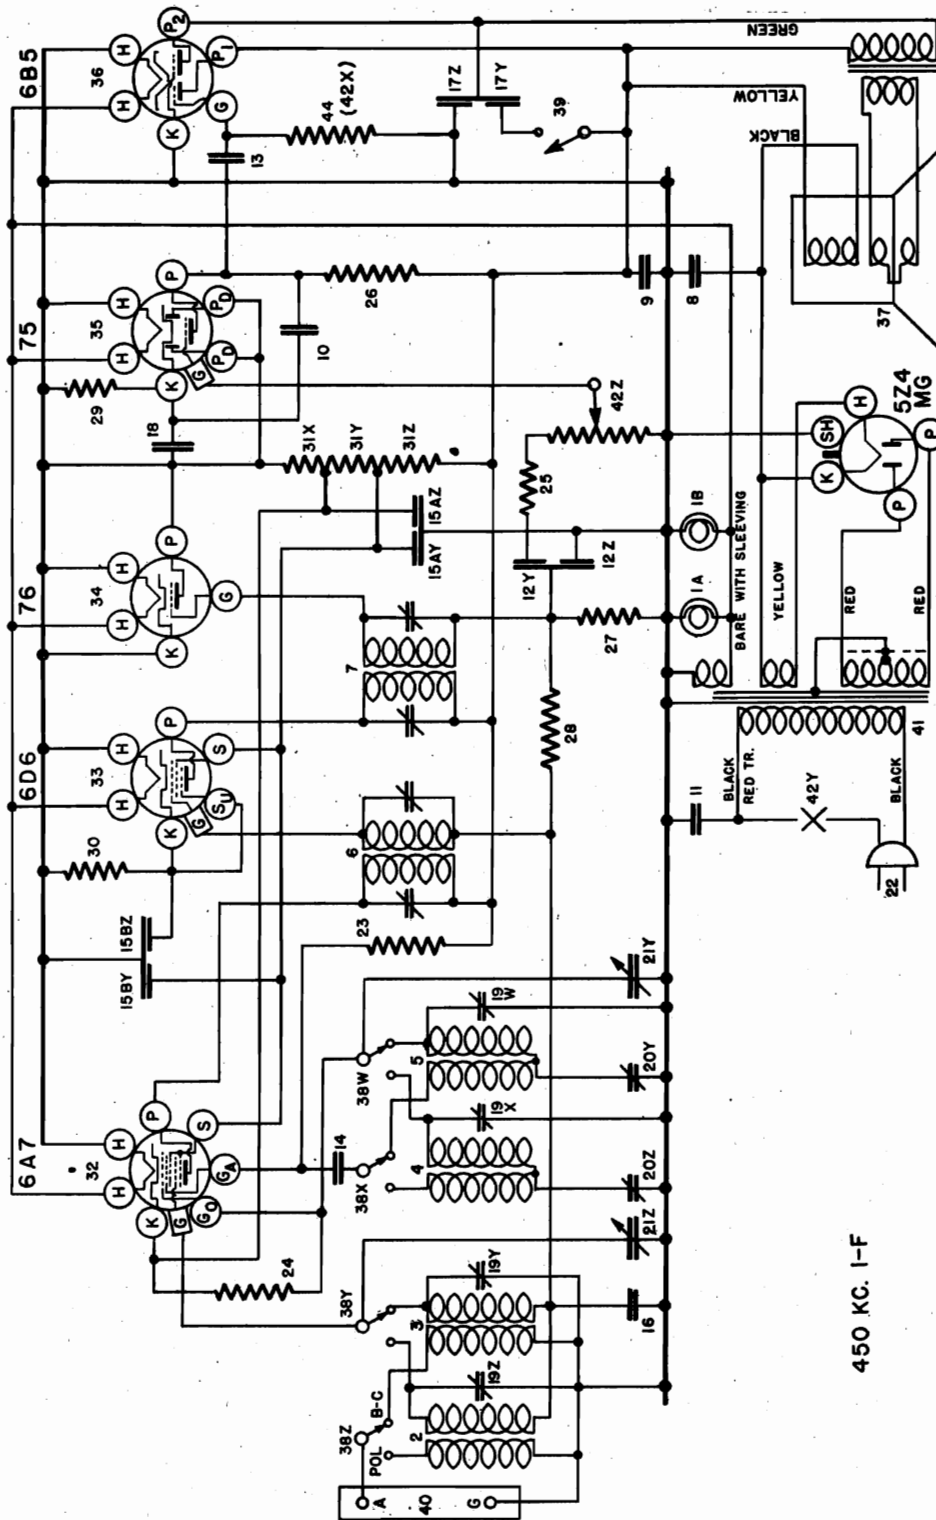 6A7
6D6
76
75
6B5
32
33
34
35
36
H
H
K
G
GO
GA
S
P
H
H
K
G
SU
S
P
H
H
K
G
P
H
H
K
G
PD
PD
P
H
H
K
G
P1
P2
15BY
15BZ
30
18
29
13
44
(42X)
17Z
17Y
39
24
14
23
6
7
31X
31Y
31Z
15AY
15AZ
10
26
38Z
38Y
38X
38W
POL
B-C
A
40
G
2
3
4
5
19Z
19Y
19X
19W
16
21Z
20Z
20Y
21Y
28
27
25
12Y
12Z
42Z
9
8
11
1A
1B
BARE WITH SLEEVING
YELLOW
RED
RED
BLACK
RED TR.
42Y
BLACK
22
41
K
SH
H
P
P
5Z4
MG
37
BLACK
YELLOW
GREEN
450 KC. I-F